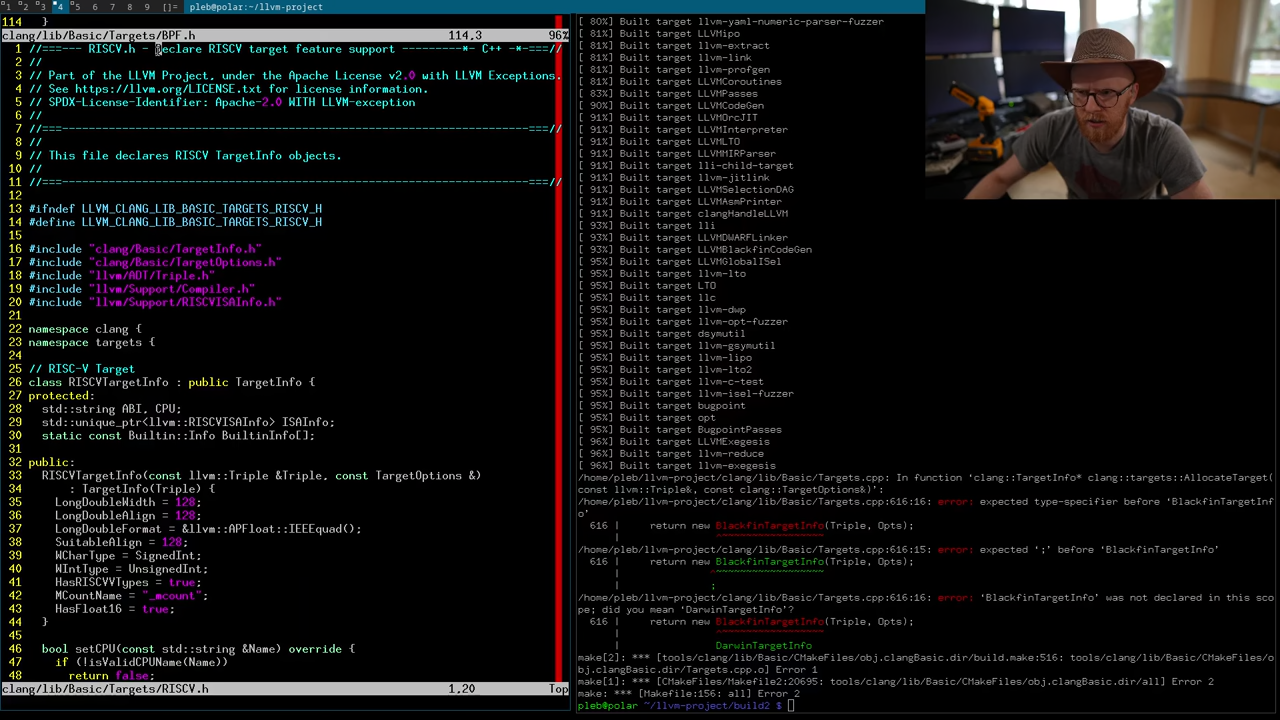 1 2 3 4 5 6 7 8 9 []= pleb@polar:~/llvm-project
114 }
clang/lib/Basic/Targets/BPF.h 114,3 96%
1 //===--- RISCV.h - Declare RISCV target feature support ---------*- C++ -*-===//
2 //
3 // Part of the LLVM Project, under the Apache License v2.0 with LLVM Exceptions.
4 // See https://llvm.org/LICENSE.txt for license information.
5 // SPDX-License-Identifier: Apache-2.0 WITH LLVM-exception
6 //
7 //===----------------------------------------------------------------------===//
8 //
9 // This file declares RISCV TargetInfo objects.
10 //
11 //===----------------------------------------------------------------------===//
12
13 #ifndef LLVM_CLANG_LIB_BASIC_TARGETS_RISCV_H
14 #define LLVM_CLANG_LIB_BASIC_TARGETS_RISCV_H
15
16 #include "clang/Basic/TargetInfo.h"
17 #include "clang/Basic/TargetOptions.h"
18 #include "llvm/ADT/Triple.h"
19 #include "llvm/Support/Compiler.h"
20 #include "llvm/Support/RISCVISAInfo.h"
21
22 namespace clang {
23 namespace targets {
24
25 // RISC-V Target
26 class RISCVTargetInfo : public TargetInfo {
27 protected:
28 std::string ABI, CPU;
29 std::unique_ptr<llvm::RISCVISAInfo> ISAInfo;
30 static const Builtin::Info BuiltinInfo[];
31
32 public:
33 RISCVTargetInfo(const llvm::Triple &Triple, const TargetOptions &)
34 : TargetInfo(Triple) {
35 LongDoubleWidth = 128;
36 LongDoubleAlign = 128;
37 LongDoubleFormat = &llvm::APFloat::IEEEquad();
38 SuitableAlign = 128;
39 WCharType = SignedInt;
40 WIntType = UnsignedInt;
41 HasRISCVVTypes = true;
42 MCountName = "_mcount";
43 HasFloat16 = true;
44 }
45
46 bool setCPU(const std::string &Name) override {
47 if (!isValidCPUName(Name))
48 return false;
clang/lib/Basic/Targets/RISCV.h 1,20 Top
[ 80%] Built target llvm-yaml-numeric-parser-fuzzer
[ 81%] Built target LLVMipo
[ 81%] Built target llvm-extract
[ 81%] Built target llvm-link
[ 81%] Built target llvm-profgen
[ 81%] Built target LLVMCoroutines
[ 83%] Built target LLVMPasses
[ 90%] Built target LLVMCodeGen
[ 91%] Built target LLVMOrcJIT
[ 91%] Built target LLVMInterpreter
[ 91%] Built target LLVMLTO
[ 91%] Built target LLVMMIRParser
[ 91%] Built target lli-child-target
[ 91%] Built target llvm-jitlink
[ 91%] Built target LLVMSelectionDAG
[ 91%] Built target LLVMAsmPrinter
[ 91%] Built target clangHandleLLVM
[ 93%] Built target lli
[ 93%] Built target LLVMDWARFLinker
[ 93%] Built target LLVMBlackfinCodeGen
[ 95%] Built target LLVMGlobalISel
[ 95%] Built target llvm-lto
[ 95%] Built target LTO
[ 95%] Built target llc
[ 95%] Built target llvm-dwp
[ 95%] Built target llvm-opt-fuzzer
[ 95%] Built target dsymutil
[ 95%] Built target llvm-gsymutil
[ 95%] Built target llvm-lipo
[ 95%] Built target llvm-lto2
[ 95%] Built target llvm-c-test
[ 95%] Built target llvm-isel-fuzzer
[ 95%] Built target bugpoint
[ 95%] Built target opt
[ 95%] Built target BugpointPasses
[ 96%] Built target LLVMExegesis
[ 96%] Built target llvm-reduce
[ 96%] Built target llvm-exegesis
/home/pleb/llvm-project/clang/lib/Basic/Targets.cpp: In function 'clang::TargetInfo* clang::targets::AllocateTarget(
const llvm::Triple&, const clang::TargetOptions&)':
/home/pleb/llvm-project/clang/lib/Basic/Targets.cpp:616:16: error: expected type-specifier before 'BlackfinTargetInf
o'
616 | return new BlackfinTargetInfo(Triple, Opts);
| ^~~~~~~~~~~~~~~~~~
/home/pleb/llvm-project/clang/lib/Basic/Targets.cpp:616:15: error: expected ';' before 'BlackfinTargetInfo'
616 | return new BlackfinTargetInfo(Triple, Opts);
| ^~~~~~~~~~~~~~~~~~~
| ;
/home/pleb/llvm-project/clang/lib/Basic/Targets.cpp:616:16: error: 'BlackfinTargetInfo' was not declared in this sco
pe; did you mean 'DarwinTargetInfo'?
616 | return new BlackfinTargetInfo(Triple, Opts);
| ^~~~~~~~~~~~~~~~~~
| DarwinTargetInfo
make[2]: *** [tools/clang/lib/Basic/CMakeFiles/obj.clangBasic.dir/build.make:516: tools/clang/lib/Basic/CMakeFiles/o
bj.clangBasic.dir/Targets.cpp.o] Error 1
make[1]: *** [CMakeFiles/Makefile2:20695: tools/clang/lib/Basic/CMakeFiles/obj.clangBasic.dir/all] Error 2
make: *** [Makefile:156: all] Error 2
pleb@polar ~/llvm-project/build2 $